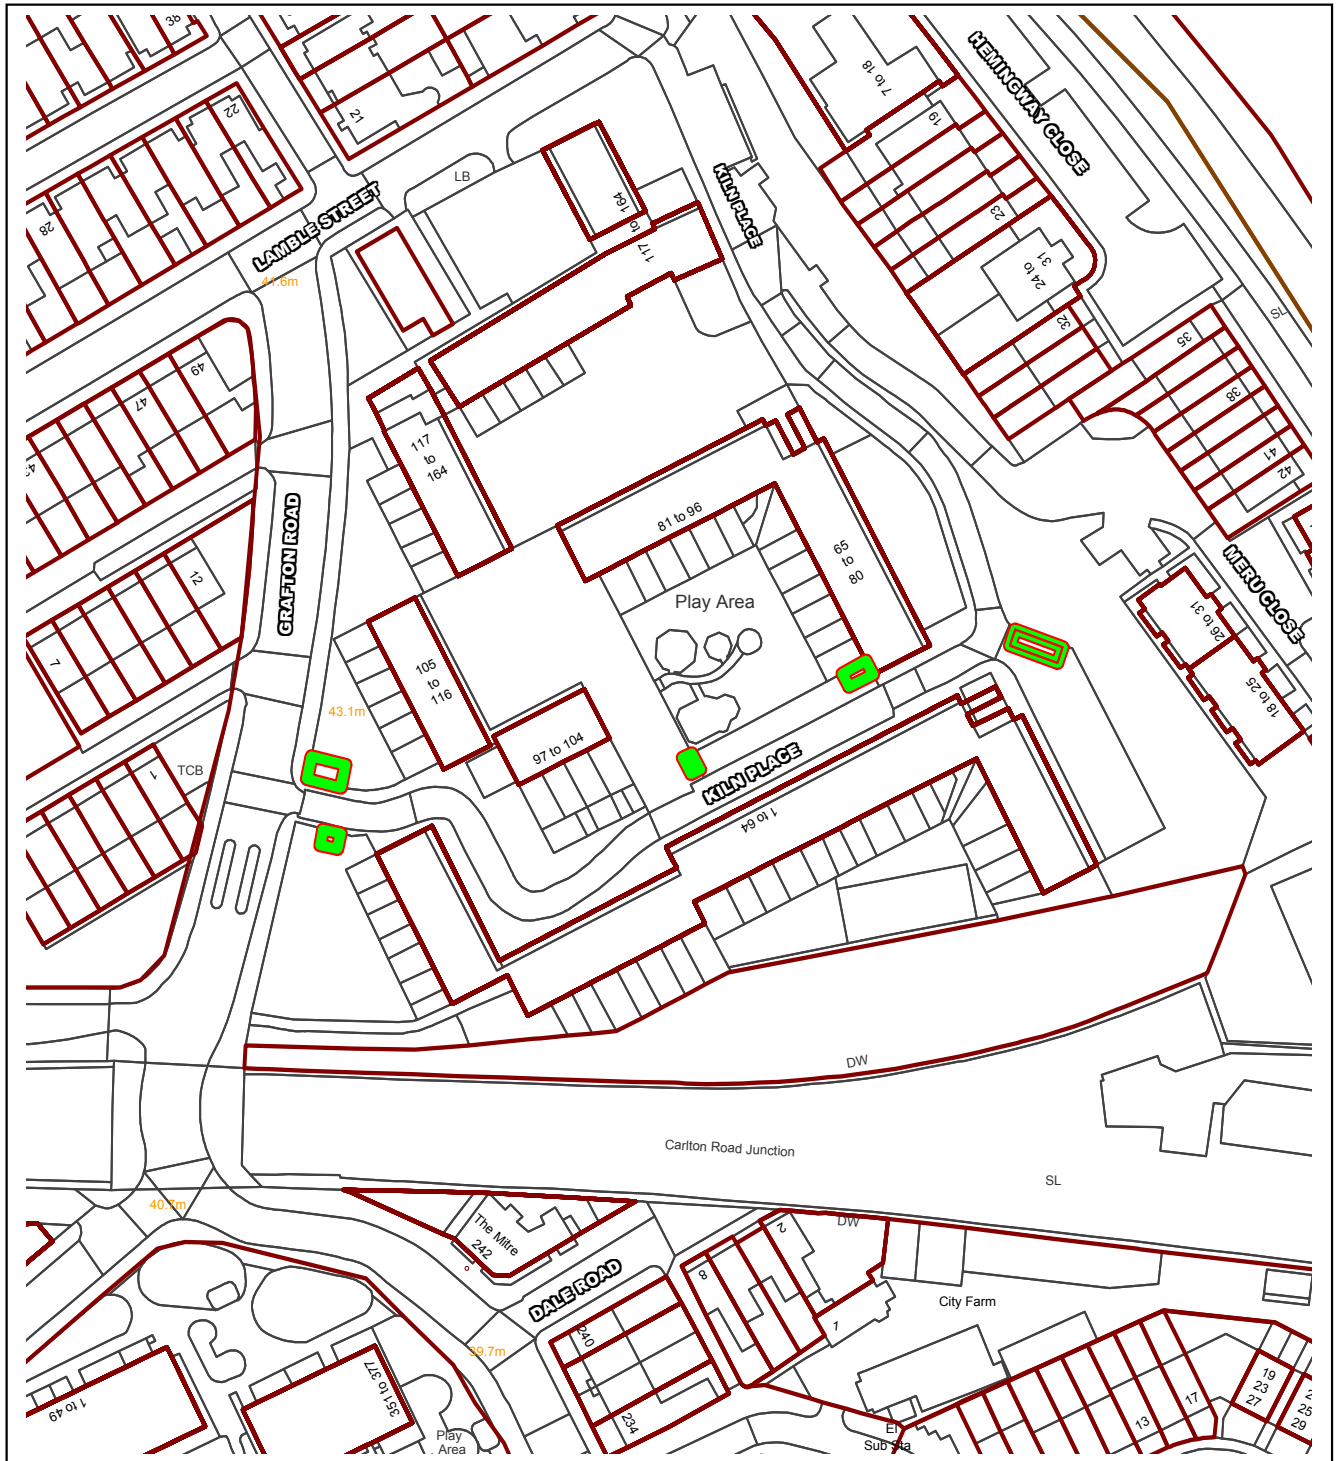 38
22
21
28
LAMBLE STREET
41.6m
LB
164
to
117
KILN PLACE
7 to 18
19
HEMINGWAY CLOSE
23
24 to
31
32
35
38
41
42
SL
49
47
43
117
to
164
GRAFTON ROAD
12
7
1
TCB
81 to 96
65
to
80
Play Area
105
to
116
43.1m
97 to 104
KILN PLACE
1 to 64
MERU CLOSE
26 to 31
18 to 25
DW
Carlton Road Junction
SL
40.7m
The Mitre
242
DALE ROAD
DW
2
8
1
City Farm
240
234
39.7m
1 to 49
351 to 377
Play
Area
El
Sub Sta
13
17
19
23
27
25
29